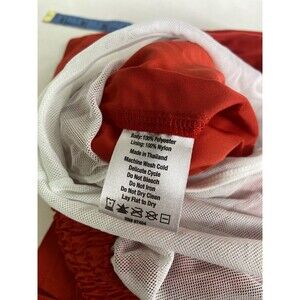 Body: 100% Polyester
Lining: 100% Nylon
Made in Thailand
Machine Wash Cold
Delicate Cycle
Do Not Bleach
Do Not Iron
Do Not Dry Clean
Lay Flat to Dry